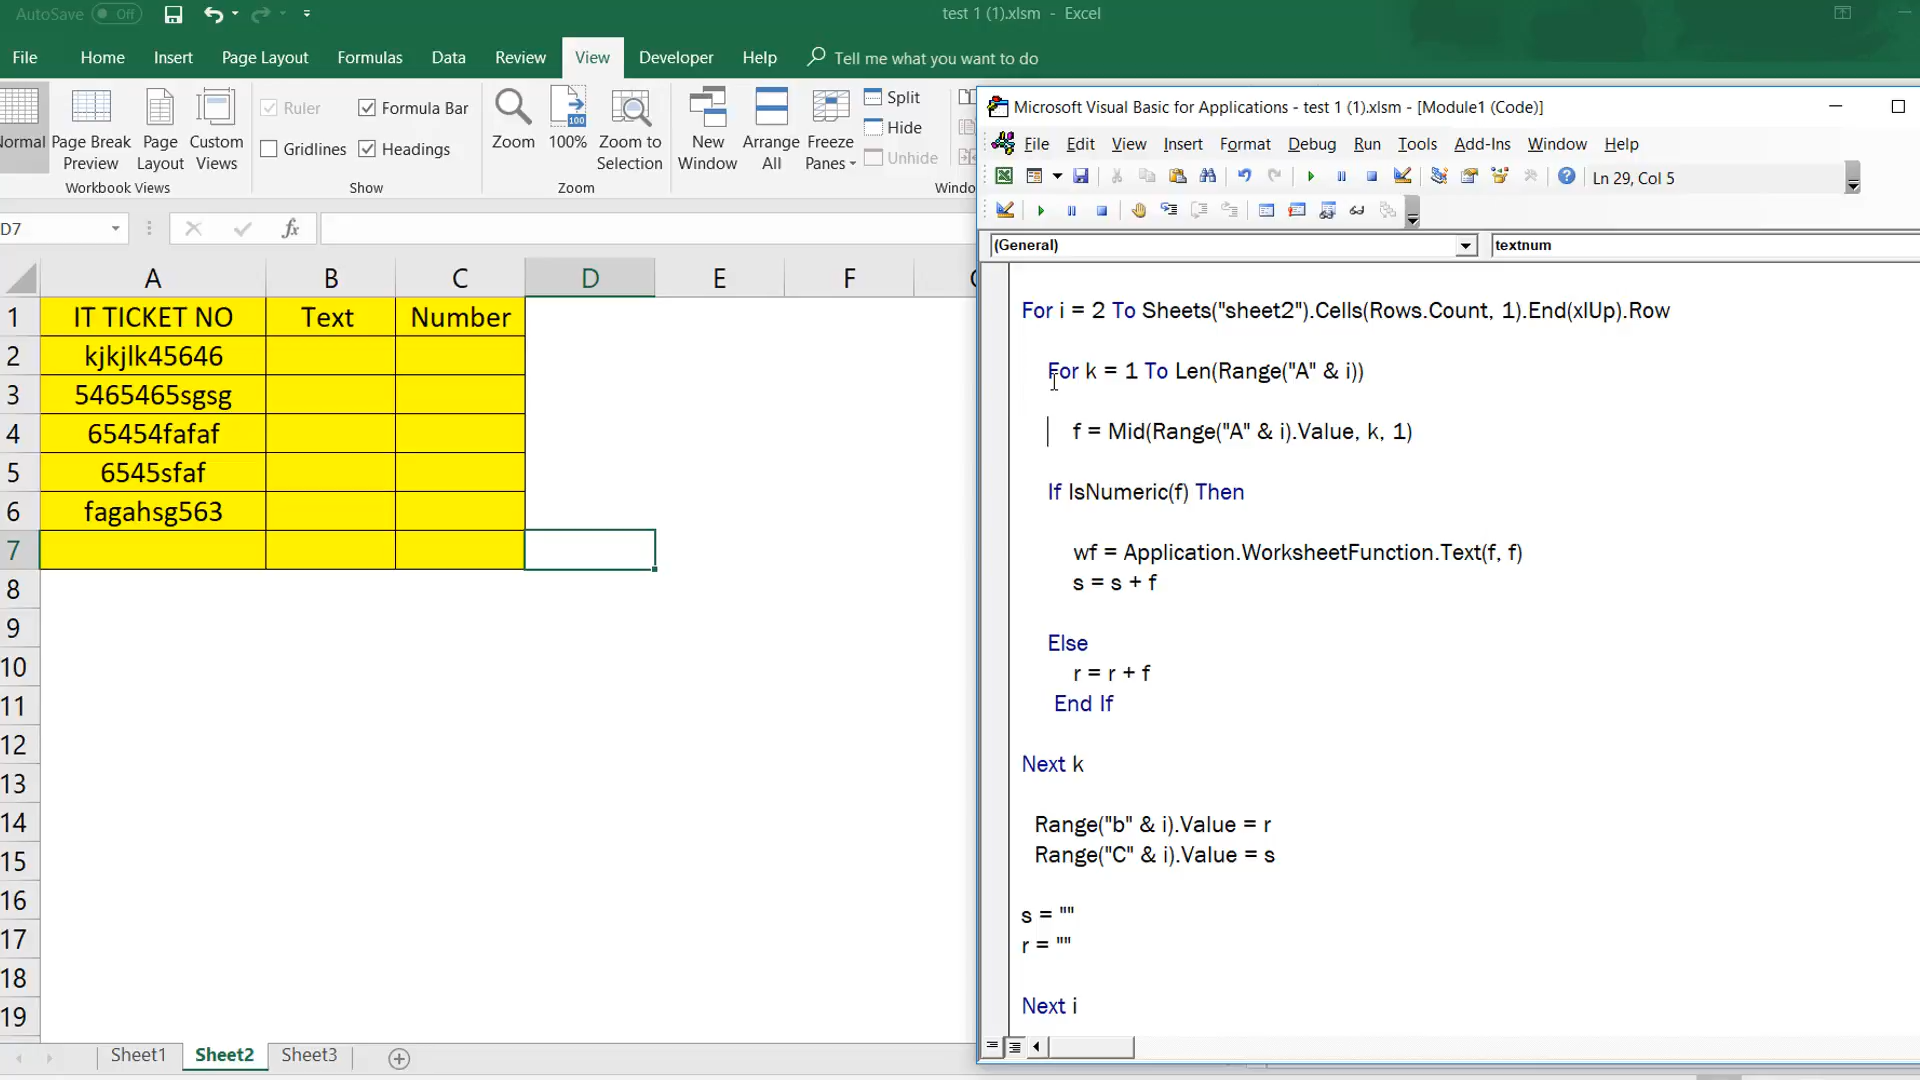 AutoSave Off
test 1 (1).xlsm - Excel
File Home Insert Page Layout Formulas Data Review View Developer Help Tell me what you want to do
Normal
Page Break Preview
Page Layout
Custom Views
Workbook Views
Ruler
Formula Bar
Gridlines
Headings
Show
Zoom
100
100%
Zoom to Selection
Zoom
New Window
Arrange All
Freeze Panes
Split
Hide
Unhide
D7
fx
A B C D E F
1 IT TICKET NO Text Number
2 kjkjlk45646
3 5465465sgsg
4 65454fafaf
5 6545sfaf
6 fagahsg563
7
8
9
10
11
12
13
14
15
16
17
18
19
Sheet1 Sheet2 Sheet3
Microsoft Visual Basic for Applications - test 1 (1).xlsm - [Module1 (Code)]
File Edit View Insert Format Debug Run Tools Add-Ins Window Help
Ln 29, Col 5
(General) textnum
For i = 2 To Sheets("sheet2").Cells(Rows.Count, 1).End(xlUp).Row
For k = 1 To Len(Range("A" & i))
f = Mid(Range("A" & i).Value, k, 1)
If IsNumeric(f) Then
wf = Application.WorksheetFunction.Text(f, f)
s = s + f
Else
r = r + f
End If
Next k
Range("b" & i).Value = r
Range("C" & i).Value = s
s = ""
r = ""
Next i